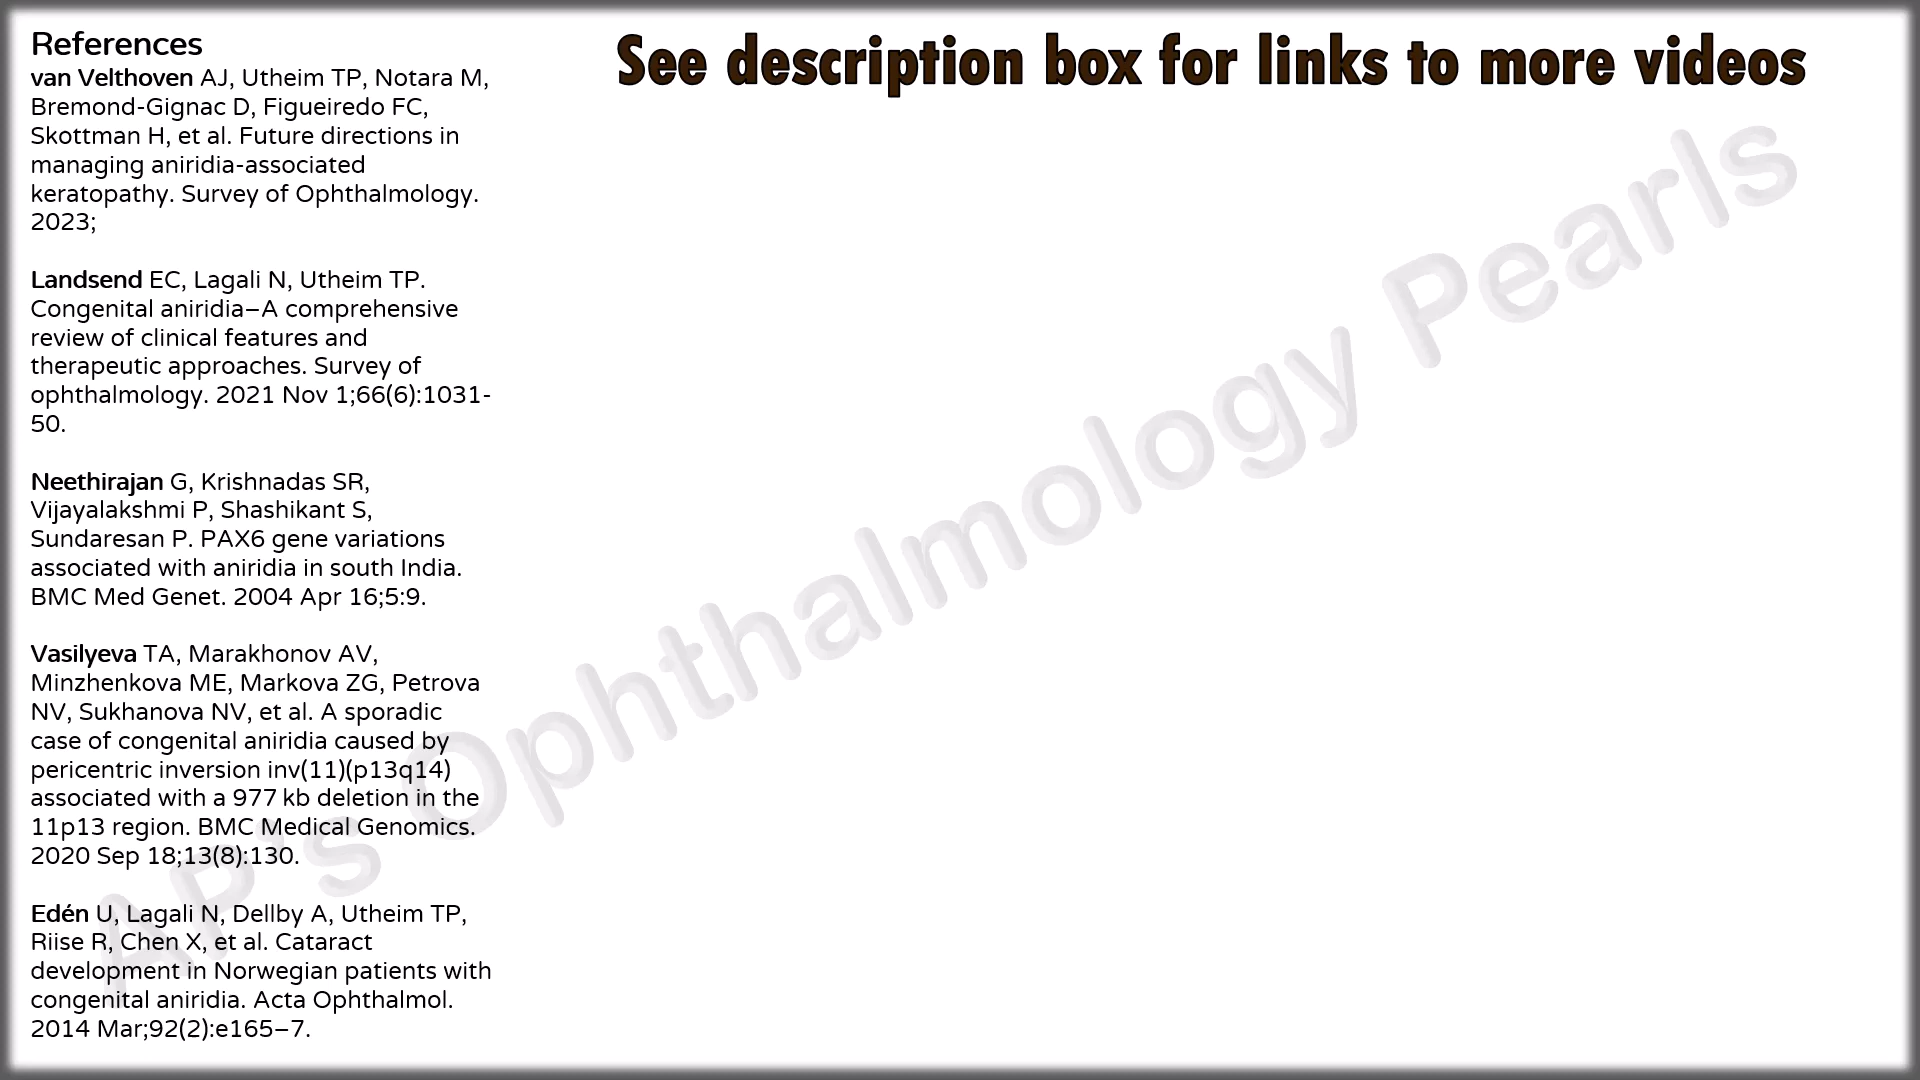 References
van Velthoven AJ, Utheim TP, Notara M,
Bremond-Gignac D, Figueiredo FC,
Skottman H, et al. Future directions in
managing aniridia-associated
keratopathy. Survey of Ophthalmology.
2023;
Landsend EC, Lagali N, Utheim TP.
Congenital aniridia–A comprehensive
review of clinical features and
therapeutic approaches. Survey of
ophthalmology. 2021 Nov 1;66(6):1031-
50.
Neethirajan G, Krishnadas SR,
Vijayalakshmi P, Shashikant S,
Sundaresan P. PAX6 gene variations
associated with aniridia in south India.
BMC Med Genet. 2004 Apr 16;5:9.
Vasilyeva TA, Marakhonov AV,
Minzhenkova ME, Markova ZG, Petrova
NV, Sukhanova NV, et al. A sporadic
case of congenital aniridia caused by
pericentric inversion inv(11)(p13q14)
associated with a 977 kb deletion in the
11p13 region. BMC Medical Genomics.
2020 Sep 18;13(8):130.
Edén U, Lagali N, Dellby A, Utheim TP,
Riise R, Chen X, et al. Cataract
development in Norwegian patients with
congenital aniridia. Acta Ophthalmol.
2014 Mar;92(2):e165–7.
See description box for links to more videos
AP's Ophthalmology Pearls